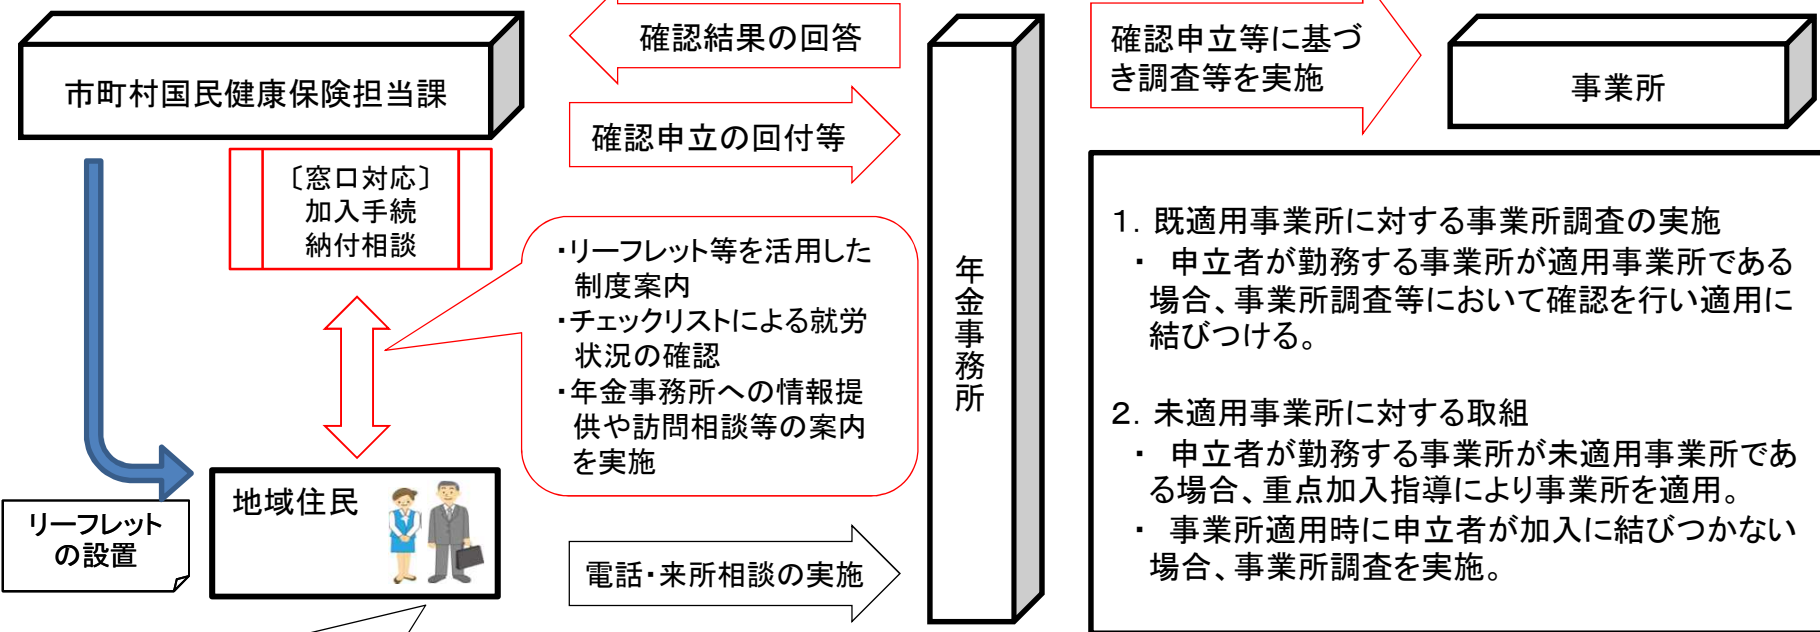 市町村国民健康保険担当課
〔窓口対応〕
加入手続
納付相談
確認結果の回答
確認申立の回付等
・リーフレット等を活用した
制度案内
・チェックリストによる就労
状況の確認
・年金事務所への情報提
供や訪問相談等の案内
を実施
リーフレット
の設置
地域住民
電話・来所相談の実施
年金事務所
確認申立等に基づ
き調査等を実施
事業所
１．既適用事業所に対する事業所調査の実施
・ 申立者が勤務する事業所が適用事業所である
場合、事業所調査等において確認を行い適用に
結びつける。
２．未適用事業所に対する取組
・ 申立者が勤務する事業所が未適用事業所であ
る場合、重点加入指導により事業所を適用。
・ 事業所適用時に申立者が加入に結びつかない
場合、事業所調査を実施。